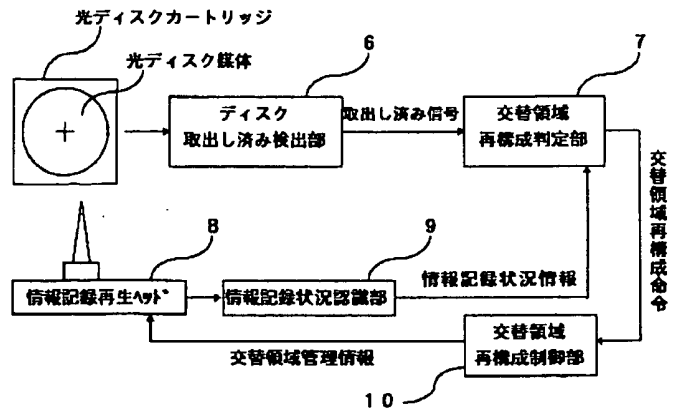 光ディスクカートリッジ
光ディスク媒体
6
7
ディスク
取出し済み検出部
取出し済み信号
交替領域
再構成判定部
交替領域再構成命令
8
9
情報記録再生ヘッド
情報記録状況認識部
情報記録状況情報
交替領域
再構成制御部
交替領域管理情報
10